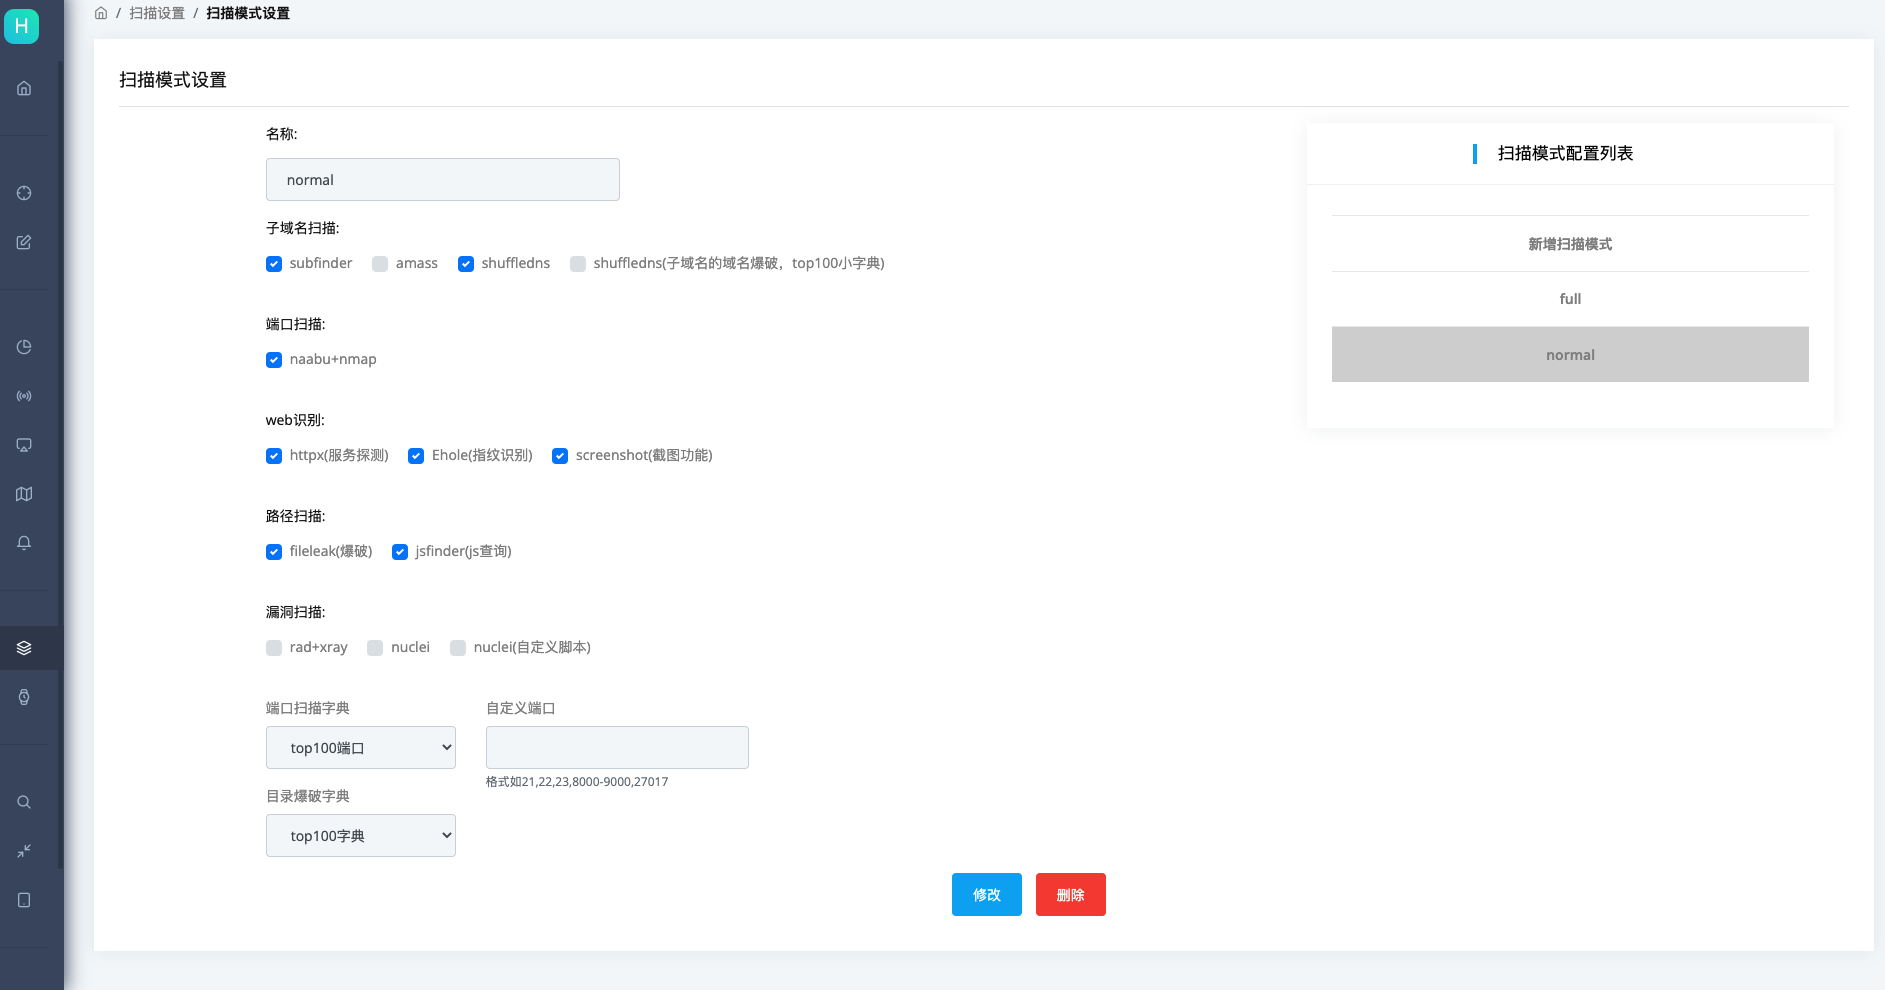 H
/ 扫描设置 / 扫描模式设置
扫描模式设置
名称:
normal
子域名扫描:
subfinder amass shuffledns shuffledns(子域名的域名爆破，top100小字典)
端口扫描:
naabu+nmap
web识别:
httpx(服务探测) Ehole(指纹识别) screenshot(截图功能)
路径扫描:
fileleak(爆破) jsfinder(js查询)
漏洞扫描:
rad+xray nuclei nuclei(自定义脚本)
端口扫描字典 自定义端口
top100端口
格式如21,22,23,8000-9000,27017
目录爆破字典
top100字典
修改 删除
扫描模式配置列表
新增扫描模式
full
normal